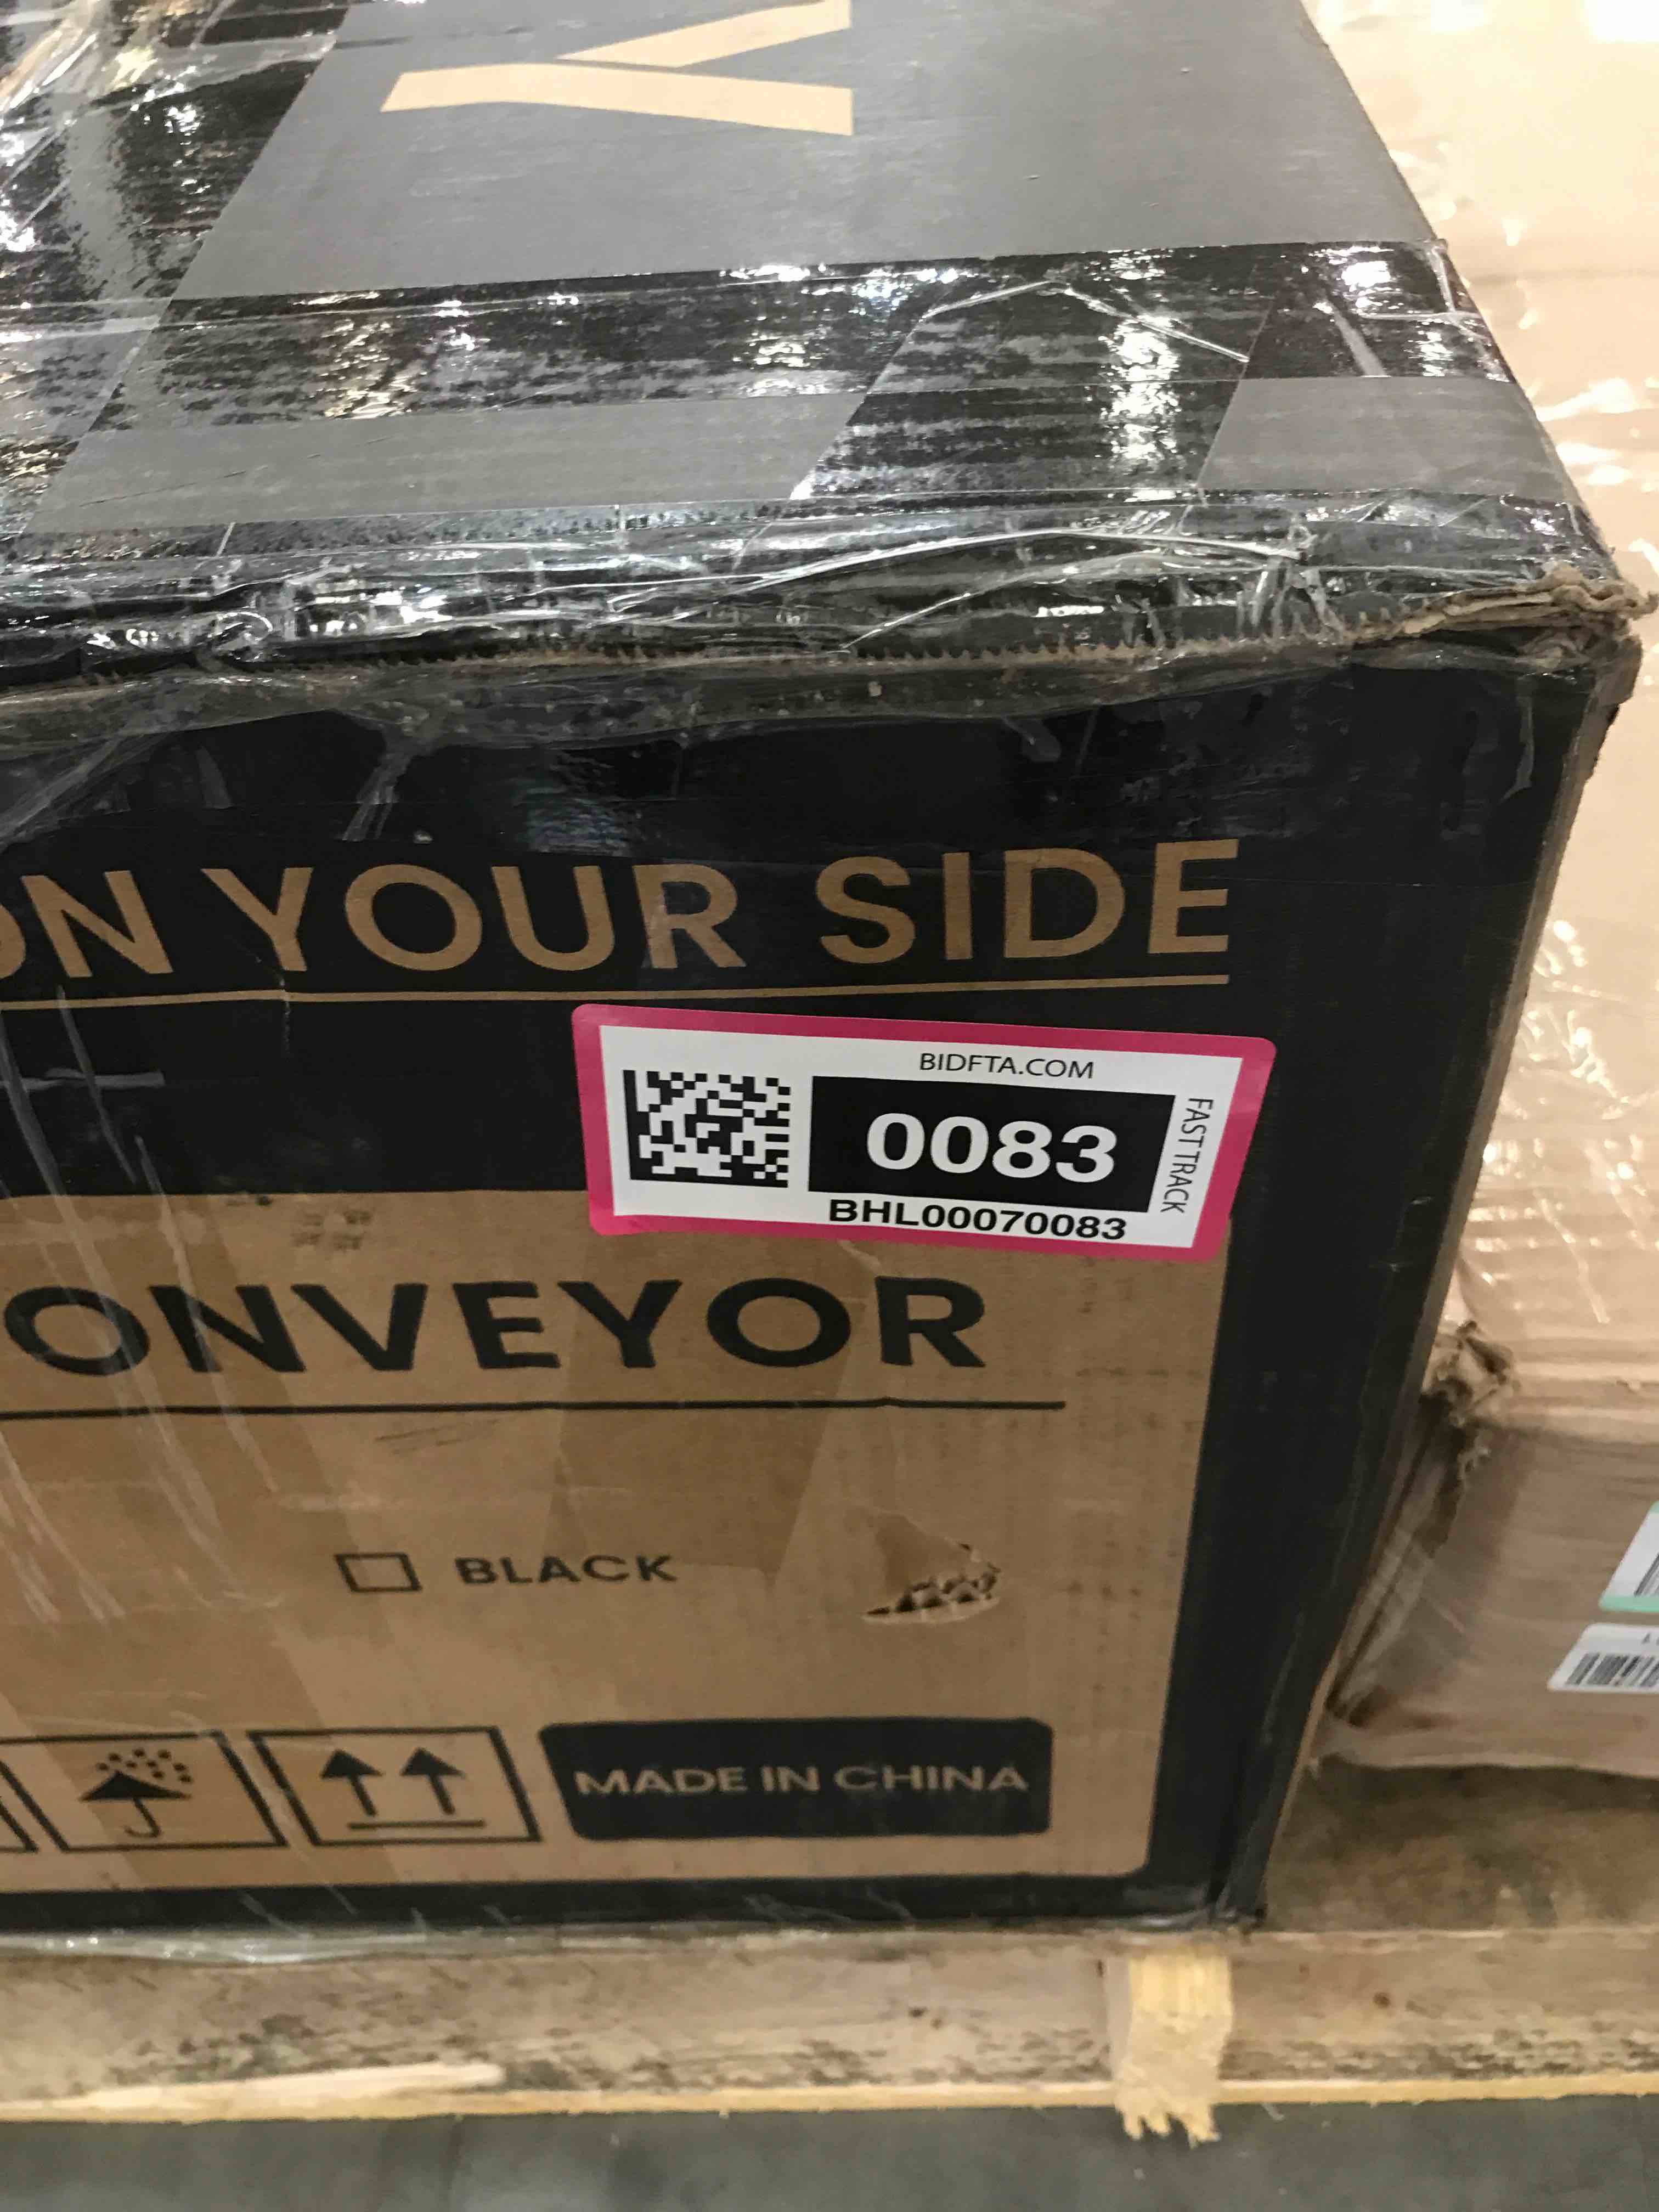 Y
ON YOUR SIDE
BIDFTA.COM
0083
FAST TRACK
BHL00070083
ONVEYOR
BLACK
MADE IN CHINA